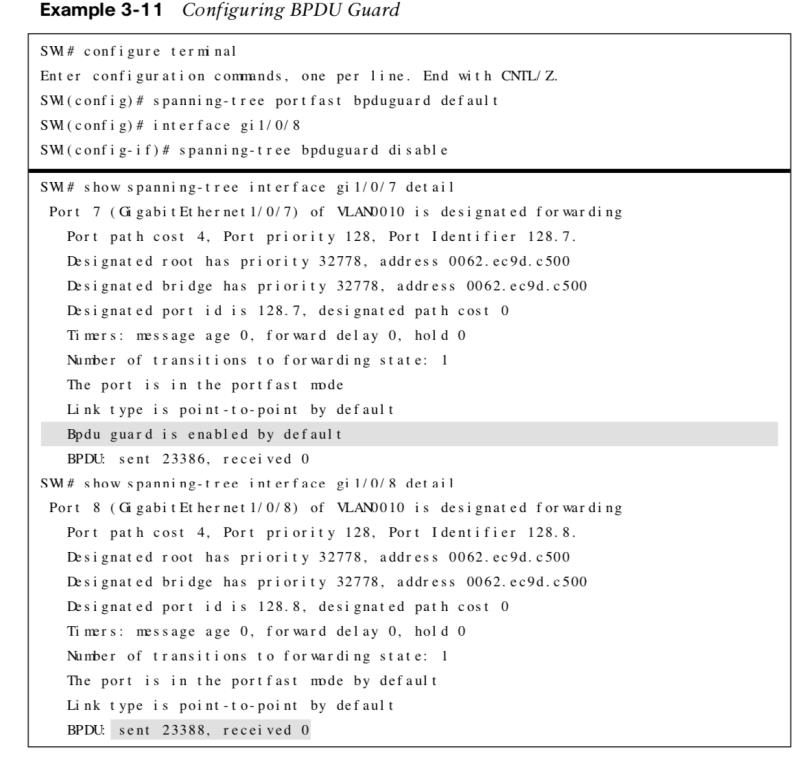 Example 3-11 Configuring BPDU Guard
SW1# configure terminal
Enter configuration commands, one per line. End with CNTL/Z.
SW1(config)# spanning-tree portfast bpduguard default
SW1(config)# interface gi1/0/8
SW1(config-if)# spanning-tree bpduguard disable
SW1# show spanning-tree interface gi1/0/7 detail
Port 7 (GigabitEthernet1/0/7) of VLAN0010 is designated forwarding
Port path cost 4, Port priority 128, Port Identifier 128.7.
Designated root has priority 32778, address 0062.ec9d.c500
Designated bridge has priority 32778, address 0062.ec9d.c500
Designated port id is 128.7, designated path cost 0
Timers: message age 0, forward delay 0, hold 0
Number of transitions to forwarding state: 1
The port is in the portfast mode
Link type is point-to-point by default
Bpdu guard is enabled by default
BPDU: sent 23386, received 0
SW1# show spanning-tree interface gi1/0/8 detail
Port 8 (GigabitEthernet1/0/8) of VLAN0010 is designated forwarding
Port path cost 4, Port priority 128, Port Identifier 128.8.
Designated root has priority 32778, address 0062.ec9d.c500
Designated bridge has priority 32778, address 0062.ec9d.c500
Designated port id is 128.8, designated path cost 0
Timers: message age 0, forward delay 0, hold 0
Number of transitions to forwarding state: 1
The port is in the portfast mode by default
Link type is point-to-point by default
BPDU: sent 23388, received 0